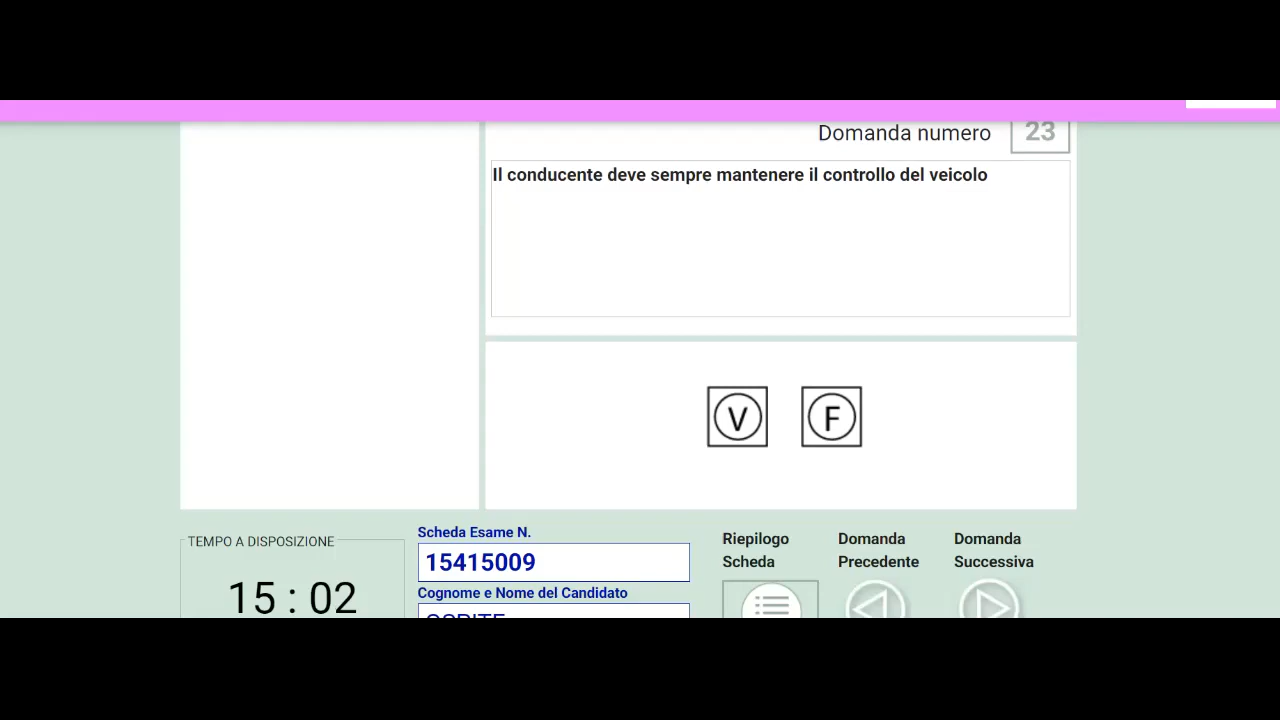 Domanda numero 23
Il conducente deve sempre mantenere il controllo del veicolo
V F
TEMPO A DISPOSIZIONE
15 : 02
Scheda Esame N.
15415009
Cognome e Nome del Candidato
Riepilogo Scheda
Domanda Precedente
Domanda Successiva